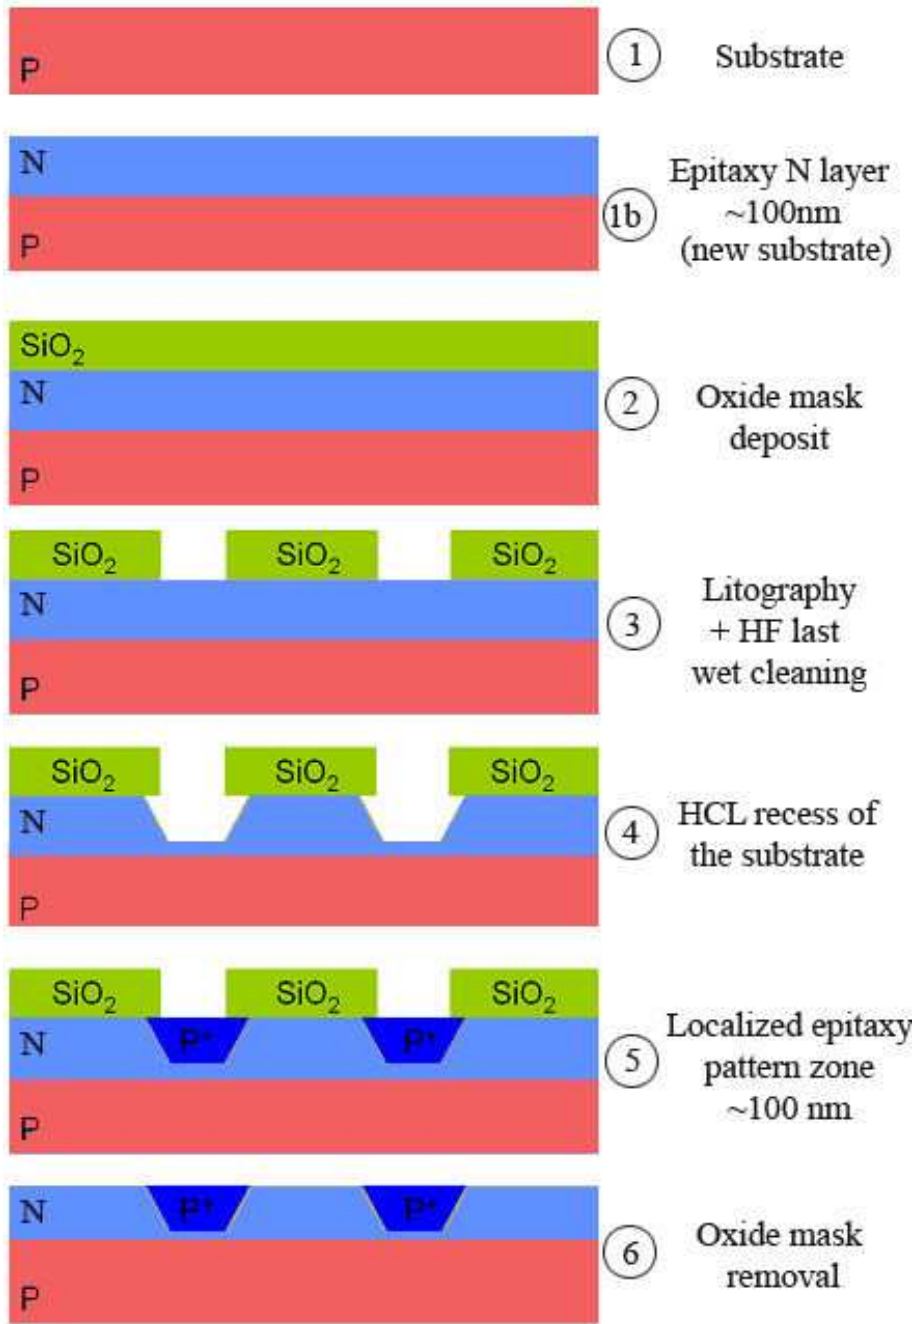 P
1
Substrate
N
P
1b
Epitaxy N layer
~100nm
(new substrate)
SiO₂
N
P
2
Oxide mask
deposit
SiO₂ SiO₂ SiO₂
N
P
3
Litography
+ HF last
wet cleaning
SiO₂ SiO₂ SiO₂
N
P
4
HCL recess of
the substrate
SiO₂ SiO₂ SiO₂
N P⁺ P⁺
P
5
Localized epitaxy
pattern zone
~100 nm
N P⁺ P⁺
P
6
Oxide mask
removal